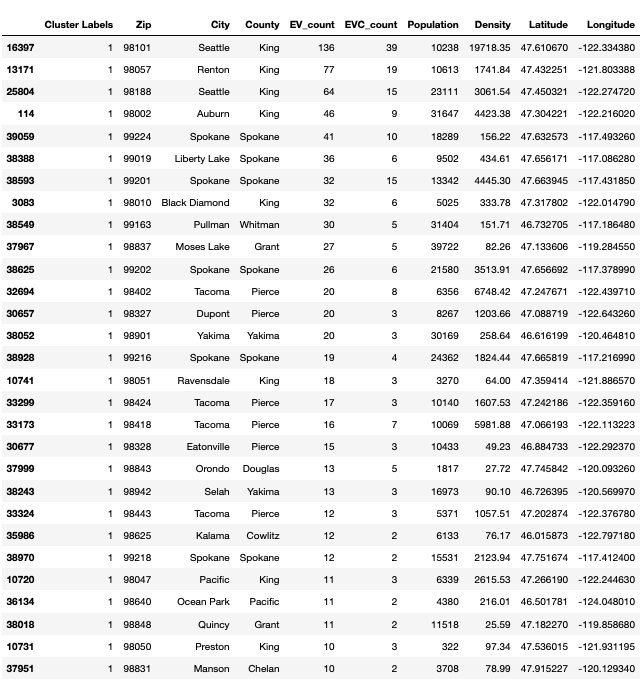 Cluster Labels Zip City County EV_count EVC_count Population Density Latitude Longitude
16397 1 98101 Seattle King 136 39 10238 19718.35 47.610670 -122.334380
13171 1 98057 Renton King 77 19 10613 1741.84 47.432251 -121.803388
25804 1 98188 Seattle King 64 15 23111 3061.54 47.450321 -122.274720
114 1 98002 Auburn King 46 9 31647 4423.38 47.304221 -122.216020
39059 1 99224 Spokane Spokane 41 10 18289 156.22 47.632573 -117.493260
38388 1 99019 Liberty Lake Spokane 36 6 9502 434.61 47.656171 -117.086280
38593 1 99201 Spokane Spokane 32 15 13342 4445.30 47.663945 -117.431850
3083 1 98010 Black Diamond King 32 6 5025 333.78 47.317802 -122.014790
38549 1 99163 Pullman Whitman 30 5 31404 151.71 46.732705 -117.186480
37967 1 98837 Moses Lake Grant 27 5 39722 82.26 47.133606 -119.284550
38625 1 99202 Spokane Spokane 26 6 21580 3513.91 47.656692 -117.378990
32694 1 98402 Tacoma Pierce 20 8 6356 6748.42 47.247671 -122.439710
30657 1 98327 Dupont Pierce 20 3 8267 1203.66 47.088719 -122.643260
38052 1 98901 Yakima Yakima 20 3 30169 258.64 46.616199 -120.464810
38928 1 99216 Spokane Spokane 19 4 24362 1824.44 47.665819 -117.216990
10741 1 98051 Ravensdale King 18 3 3270 64.00 47.359414 -121.886570
33299 1 98424 Tacoma Pierce 17 3 10140 1607.53 47.242186 -122.359160
33173 1 98418 Tacoma Pierce 16 7 10069 5981.88 47.066193 -122.113223
30677 1 98328 Eatonville Pierce 15 3 10433 49.23 46.884733 -122.292370
37999 1 98843 Orondo Douglas 13 5 1817 27.72 47.745842 -120.093260
38243 1 98942 Selah Yakima 13 3 16973 90.10 46.726395 -120.569970
33324 1 98443 Tacoma Pierce 12 3 5371 1057.51 47.202874 -122.376780
35986 1 98625 Kalama Cowlitz 12 2 6133 76.17 46.015873 -122.797180
38970 1 99218 Spokane Spokane 12 2 15531 2123.94 47.751674 -117.412400
10720 1 98047 Pacific King 11 3 6339 2615.53 47.266190 -122.244630
36134 1 98640 Ocean Park Pacific 11 2 4380 216.01 46.501781 -124.048010
38018 1 98848 Quincy Grant 11 2 11518 25.59 47.182270 -119.858680
10731 1 98050 Preston King 10 3 322 97.34 47.536015 -121.931195
37951 1 98831 Manson Chelan 10 2 3708 78.99 47.915227 -120.129340